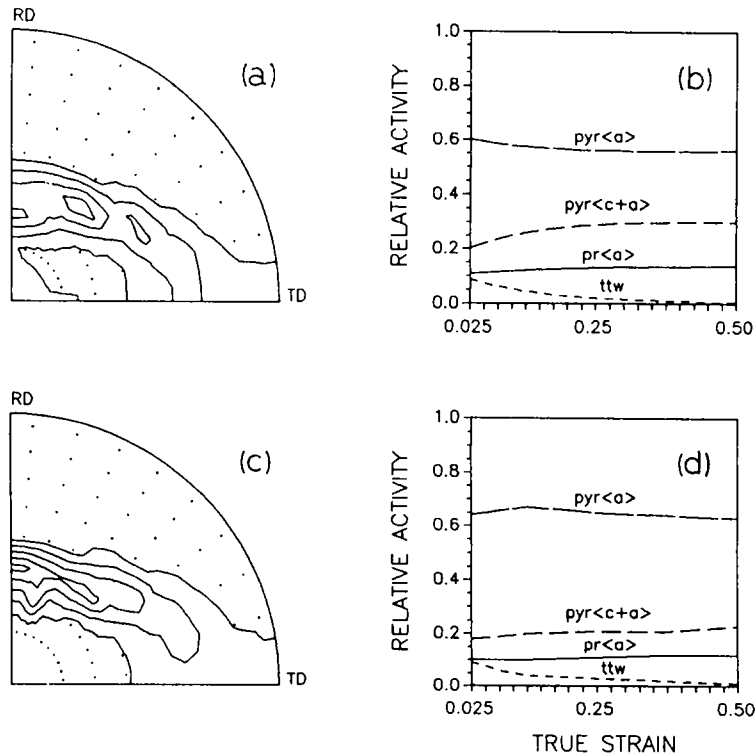 RD
(a)
TD
RELATIVE ACTIVITY
1.0
0.8
0.6
0.4
0.2
0.0
(b)
pyr<a>
pyr<c+a>
pr<a>
ttw
0.025
0.25
0.50
RD
(c)
TD
RELATIVE ACTIVITY
1.0
0.8
0.6
0.4
0.2
0.0
(d)
pyr<a>
pyr<c+a>
pr<a>
ttw
0.025
0.25
0.50
TRUE STRAIN